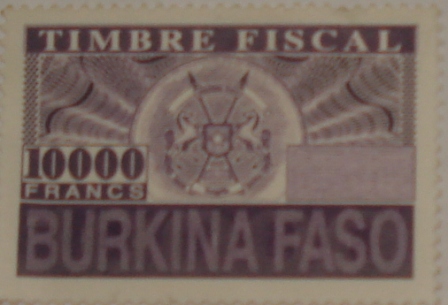 TIMBRE FISCAL
10000
FRANCS
BURKINA FASO